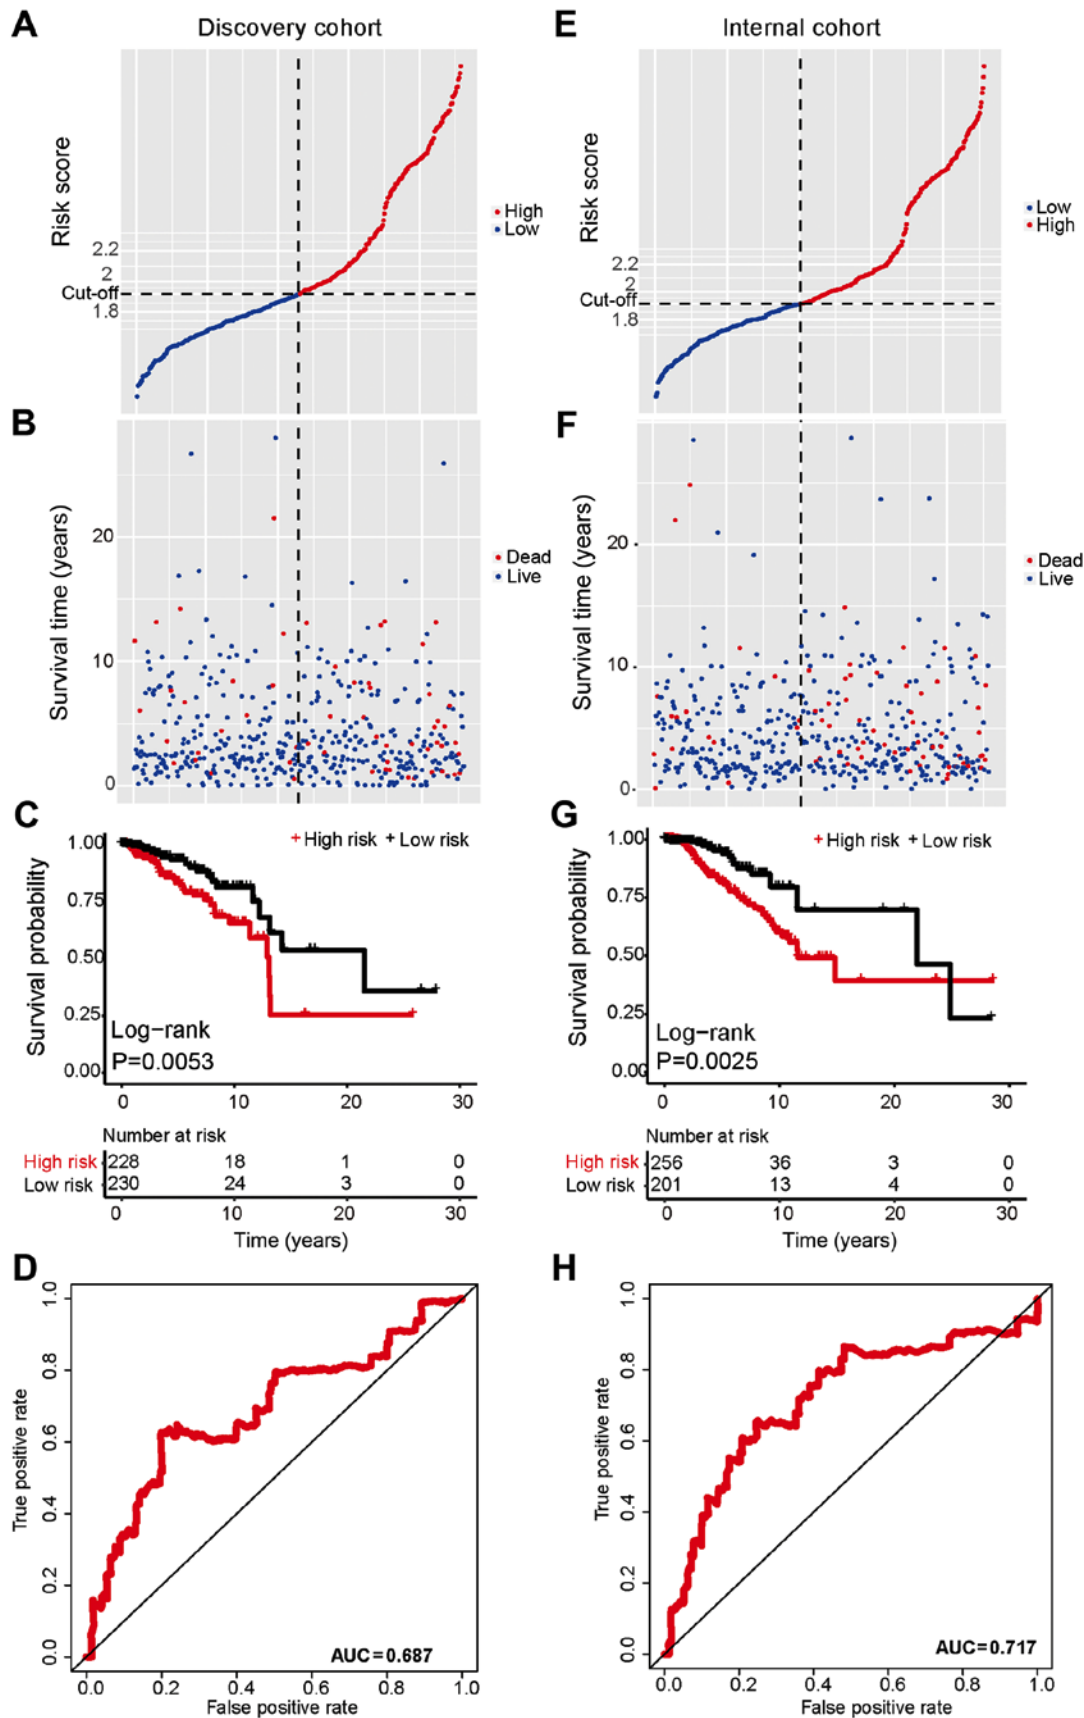 A
Discovery cohort
Risk score
2.2
2
Cut-off
1.8
High
Low
B
Survival time (years)
20
10
0
Dead
Live
C
Survival probability
1.00
0.75
0.50
0.25
0.00
High risk
Low risk
Log-rank
P=0.0053
0 10 20 30
Number at risk
High risk 228 18 1 0
Low risk 230 24 3 0
0 10 20 30
Time (years)
D
True positive rate
1.0
0.8
0.6
0.4
0.2
0.0
AUC=0.687
0.0 0.2 0.4 0.6 0.8 1.0
False positive rate
E
Internal cohort
Risk score
2.2
2
Cut-off
1.8
Low
High
F
Survival time (years)
20
10
0
Dead
Live
G
Survival probability
1.00
0.75
0.50
0.25
0.00
High risk
Low risk
Log-rank
P=0.0025
0 10 20 30
Number at risk
High risk 256 36 3 0
Low risk 201 13 4 0
0 10 20 30
Time (years)
H
True positive rate
1.0
0.8
0.6
0.4
0.2
0.0
AUC=0.717
0.0 0.2 0.4 0.6 0.8 1.0
False positive rate